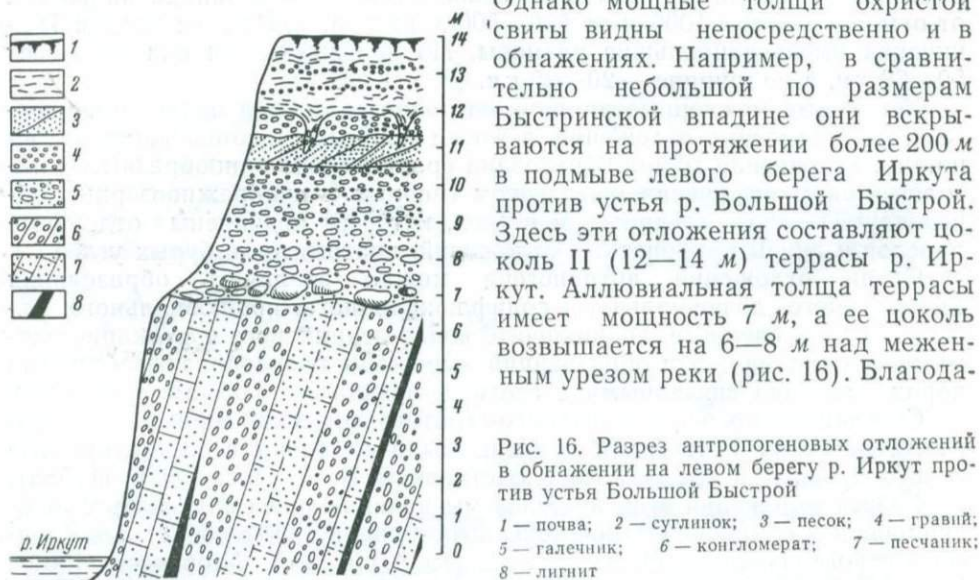 Однако мощные толщи охристой
свиты видны непосредственно и в
обнажениях. Например, в сравни-
тельно небольшой по размерам
Быстринской впадине они вскры-
ваются на протяжении более 200 м
в подмыве левого берега Иркута
против устья р. Большой Быстрой.
Здесь эти отложения составляют цо-
коль II (12—14 м) террасы р. Ир-
Аллювиальная толща террасы
имеет мощность 7 м, а ее цоколь
возвышается на 6—8 м над межен-
ным урезом реки (рис. 16). Благода-
1
2
3
4
5
6
7
8
м
14
13
12
11
10
9
8
7
6
5
4
3
2
1
0
р. Иркут
Рис. 16. Разрез антропогеновых отложений
в обнажении на левом берегу р. Иркут про-
тив устья Большой Быстрой
1 — почва; 2 — суглинок; 3 — песок; 4 — гравий;
5 — галечник; 6 — конгломерат; 7 — песчаник;
8 — лигнит